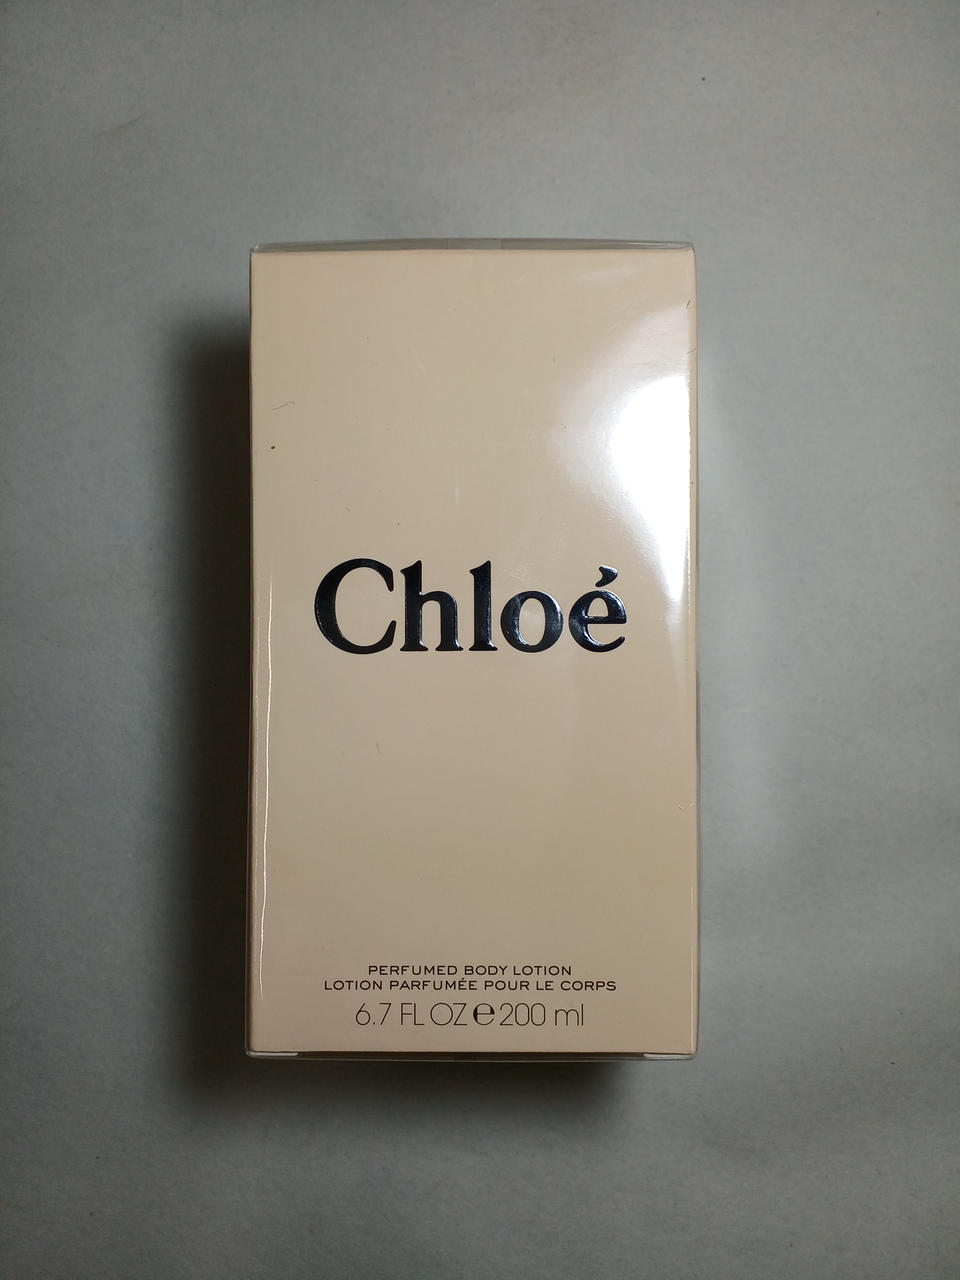 Chloé
PERFUMED BODY LOTION
LOTION PARFUMÉE POUR LE CORPS
6.7 FL OZ ℮ 200 ml